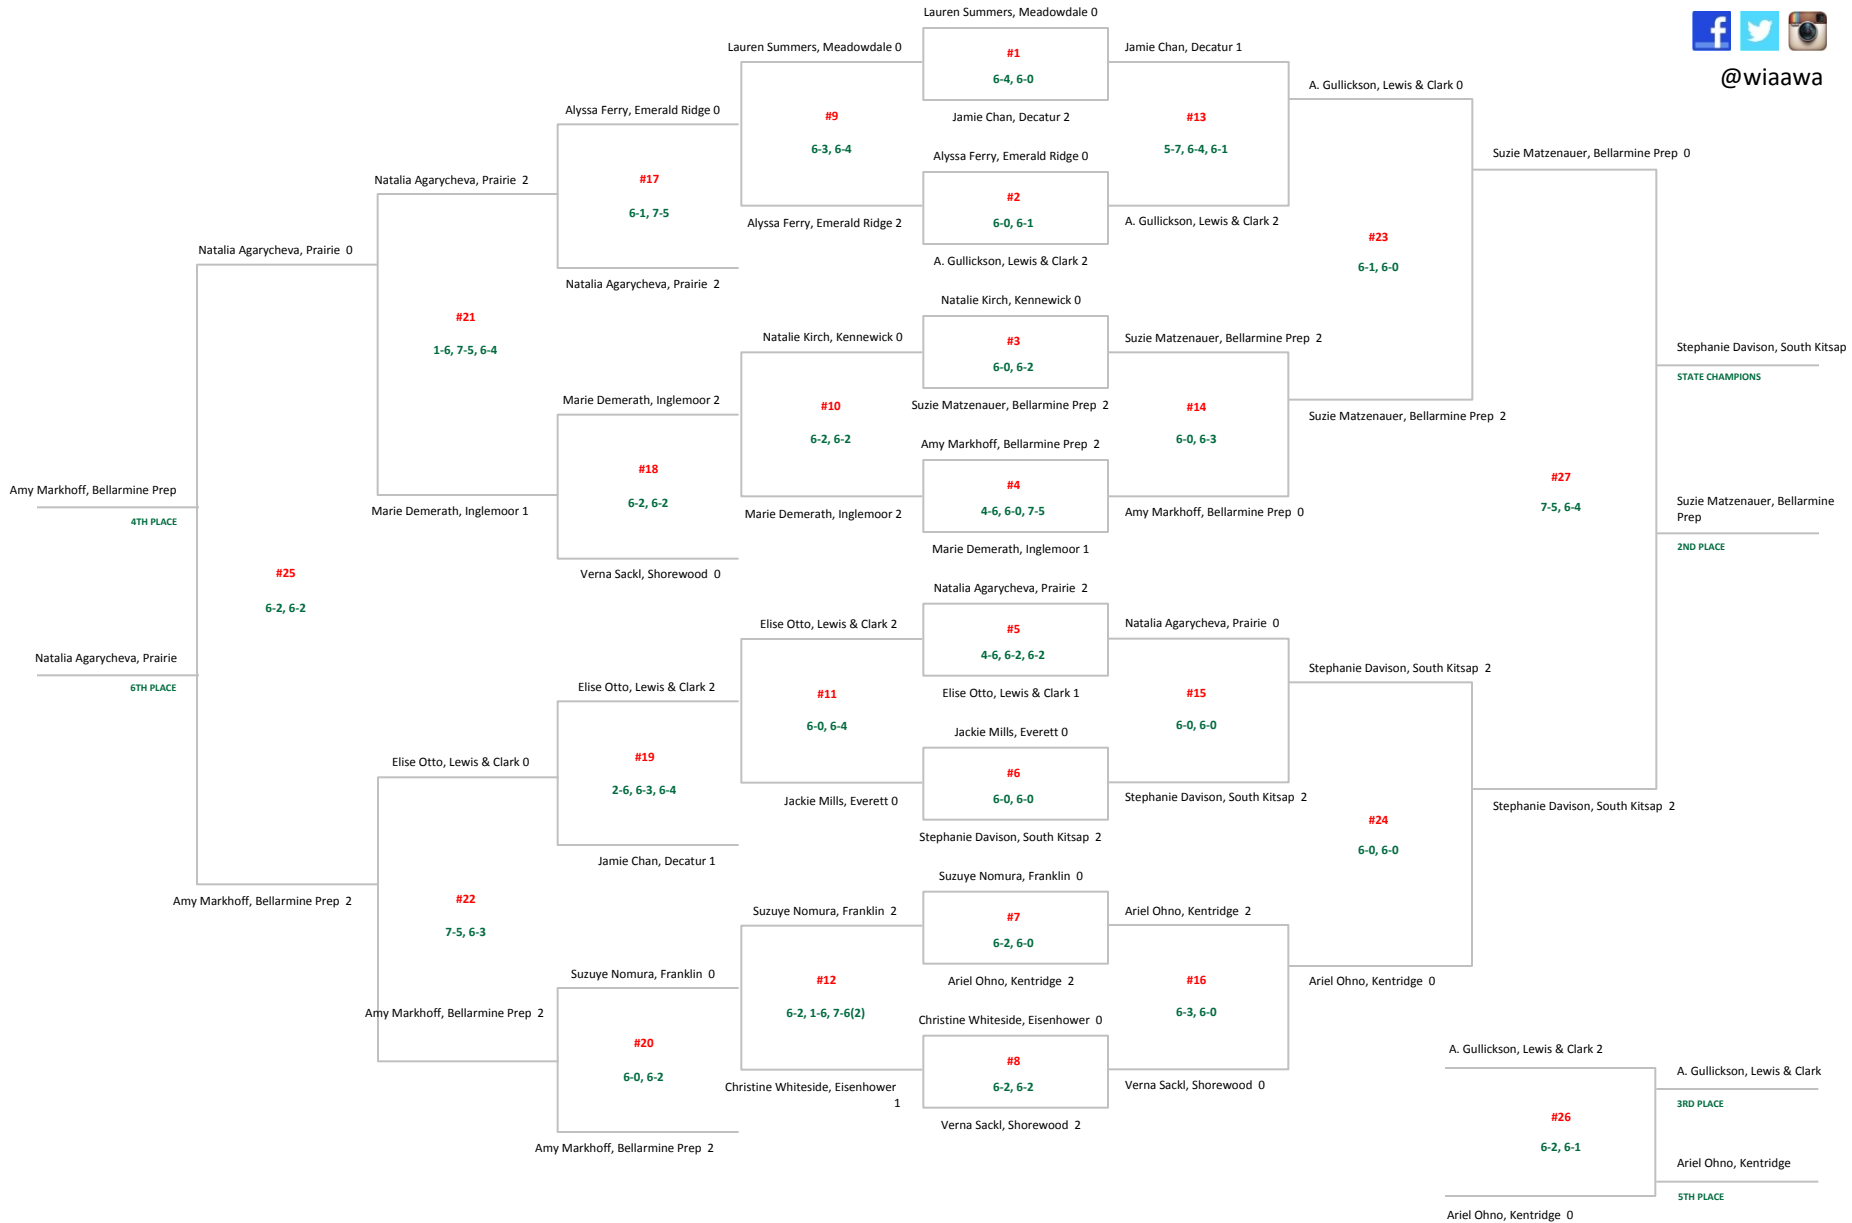 Lauren Summers, Meadowdale 0
Lauren Summers, Meadowdale 0
#1
Jamie Chan, Decatur 1
@wiaawa
6-4, 6-0
A. Gullickson, Lewis & Clark 0
Alyssa Ferry, Emerald Ridge 0
#9
Jamie Chan, Decatur 2
#13
6-3, 6-4
5-7, 6-4, 6-1
Alyssa Ferry, Emerald Ridge 0
Suzie Matzenauer, Bellarmine Prep 0
Natalia Agarycheva, Prairie 2
#17
#2
6-1, 7-5
Alyssa Ferry, Emerald Ridge 2
6-0, 6-1
A. Gullickson, Lewis & Clark 2
#23
Natalia Agarycheva, Prairie 0
A. Gullickson, Lewis & Clark 2
6-1, 6-0
Natalia Agarycheva, Prairie 2
Natalie Kirch, Kennewick 0
#21
Natalie Kirch, Kennewick 0
#3
Suzie Matzenauer, Bellarmine Prep 2
1-6, 7-5, 6-4
Stephanie Davison, South Kitsap
6-0, 6-2
STATE CHAMPIONS
Marie Demerath, Inglemoor 2
#10
Suzie Matzenauer, Bellarmine Prep 2
#14
Suzie Matzenauer, Bellarmine Prep 2
6-2, 6-2
Amy Markhoff, Bellarmine Prep 2
6-0, 6-3
#18
#4
#27
Amy Markhoff, Bellarmine Prep
6-2, 6-2
7-5, 6-4
Suzie Matzenauer, Bellarmine
Prep
4TH PLACE
Marie Demerath, Inglemoor 1
Marie Demerath, Inglemoor 2
4-6, 6-0, 7-5
Amy Markhoff, Bellarmine Prep 0
2ND PLACE
Marie Demerath, Inglemoor 1
#25
Verna Sackl, Shorewood 0
6-2, 6-2
Natalia Agarycheva, Prairie 2
Elise Otto, Lewis & Clark 2
#5
Natalia Agarycheva, Prairie 0
Natalia Agarycheva, Prairie
4-6, 6-2, 6-2
Stephanie Davison, South Kitsap 2
6TH PLACE
Elise Otto, Lewis & Clark 2
#11
Elise Otto, Lewis & Clark 1
#15
6-0, 6-4
Jackie Mills, Everett 0
6-0, 6-0
Elise Otto, Lewis & Clark 0
#19
#6
2-6, 6-3, 6-4
Jackie Mills, Everett 0
6-0, 6-0
Stephanie Davison, South Kitsap 2
Stephanie Davison, South Kitsap 2
#24
Stephanie Davison, South Kitsap 2
6-0, 6-0
Jamie Chan, Decatur 1
Suzuye Nomura, Franklin 0
Amy Markhoff, Bellarmine Prep 2
#22
Suzuye Nomura, Franklin 2
#7
Ariel Ohno, Kentridge 2
7-5, 6-3
6-2, 6-0
Suzuye Nomura, Franklin 0
#12
Ariel Ohno, Kentridge 2
#16
Ariel Ohno, Kentridge 0
Amy Markhoff, Bellarmine Prep 2
6-2, 1-6, 7-6(2)
Christine Whiteside, Eisenhower 0
6-3, 6-0
#20
#8
A. Gullickson, Lewis & Clark 2
6-0, 6-2
Christine Whiteside, Eisenhower
1
6-2, 6-2
Verna Sackl, Shorewood 0
A. Gullickson, Lewis & Clark
3RD PLACE
Verna Sackl, Shorewood 2
#26
Amy Markhoff, Bellarmine Prep 2
6-2, 6-1
Ariel Ohno, Kentridge
5TH PLACE
Ariel Ohno, Kentridge 0